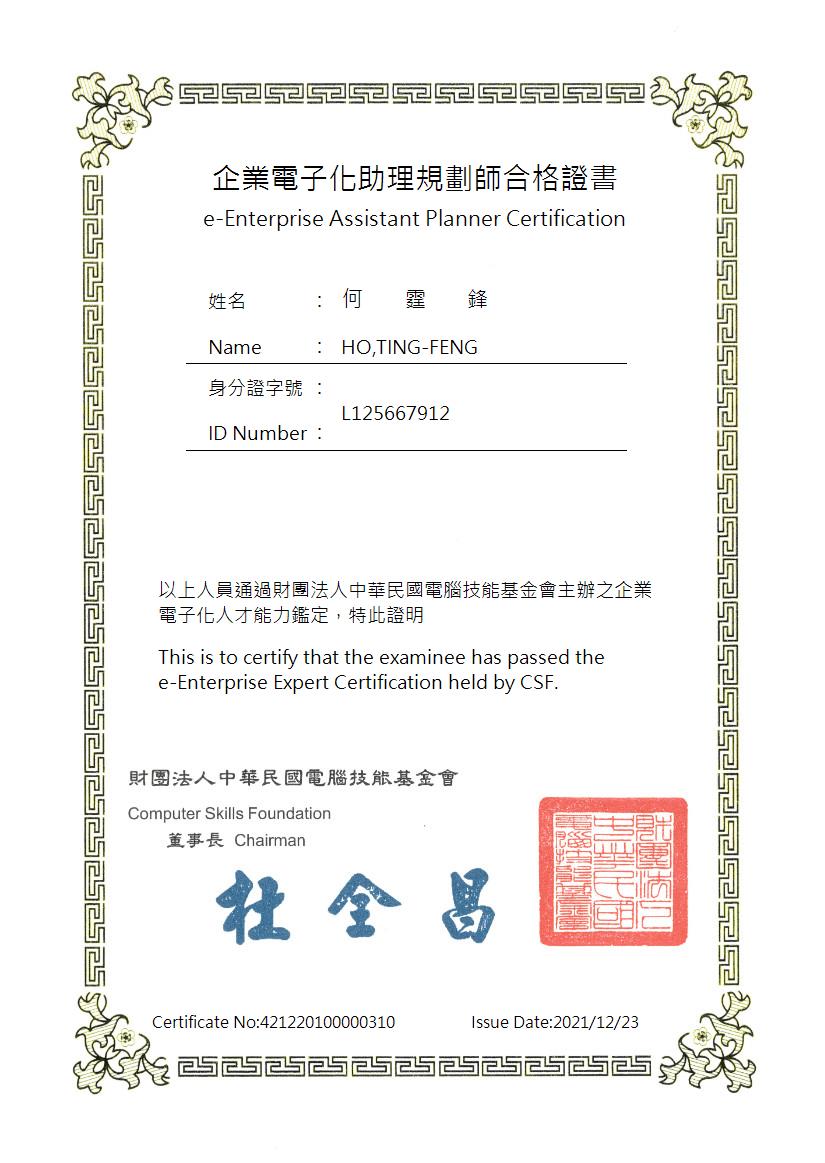 企業電子化助理規劃師合格證書
e-Enterprise Assistant Planner Certification
姓名 : 何 霆 鋒
Name : HO,TING-FENG
身分證字號 :
L125667912
ID Number :
以上人員通過財團法人中華民國電腦技能基金會主辦之企業
電子化人才能力鑑定，特此證明
This is to certify that the examinee has passed the
e-Enterprise Expert Certification held by CSF.
財團法人中華民國電腦技能基金會
Computer Skills Foundation
董事長 Chairman
杜 全 昌
財團法人
中華民國
電腦技能基金會
Certificate No:421220100000310 Issue Date:2021/12/23